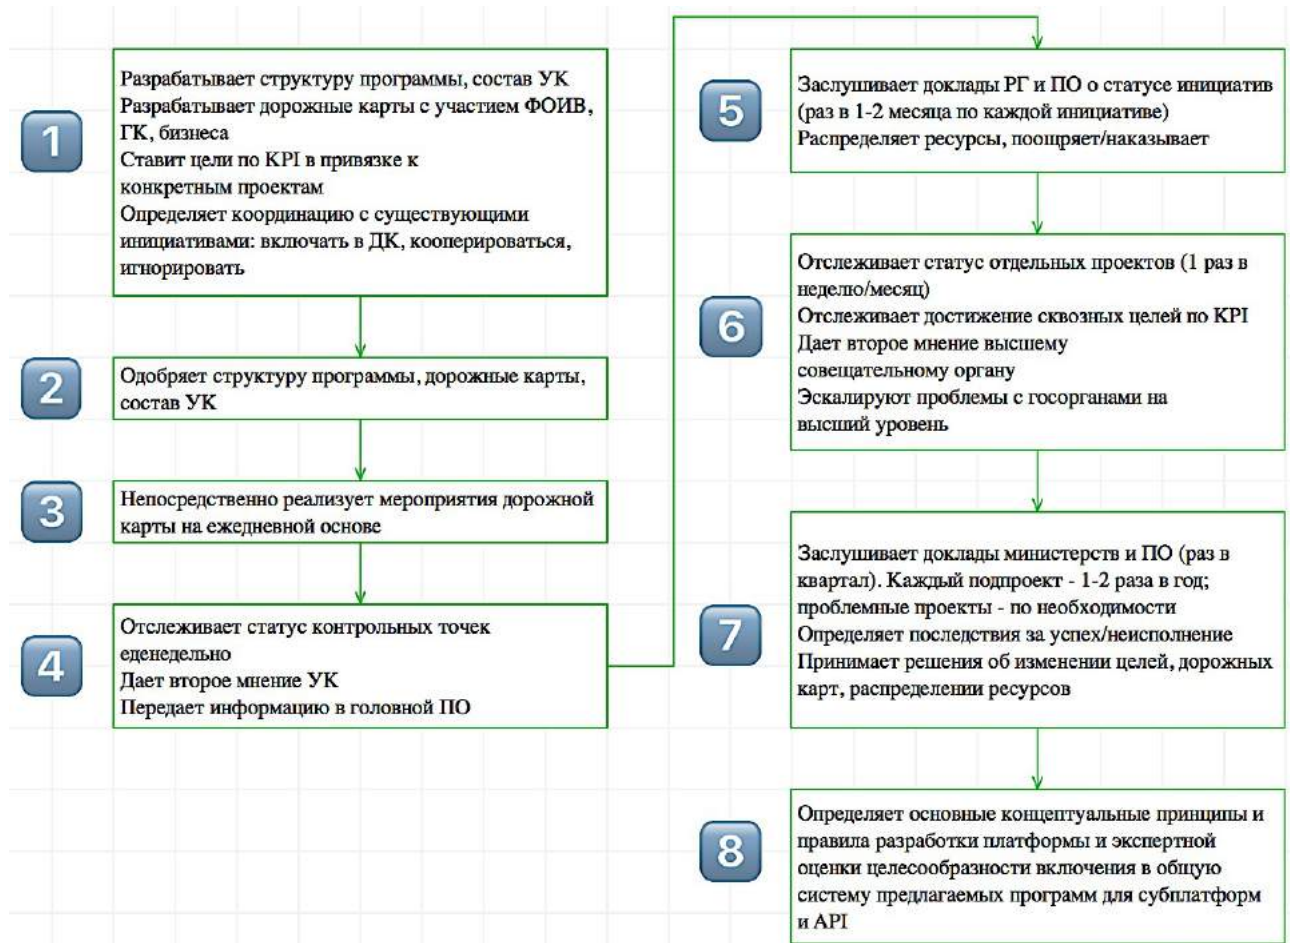 1
Разрабатывает структуру программы, состав УК
Разрабатывает дорожные карты с участием ФОИВ,
ГК, бизнеса
Ставит цели по KPI в привязке к
конкретным проектам
Определяет координацию с существующими
инициативами: включать в ДК, кооперироваться,
игнорировать
2
Одобряет структуру программы, дорожные карты,
состав УК
3
Непосредственно реализует мероприятия дорожной
карты на ежедневной основе
4
Отслеживает статус контрольных точек
еденедельно
Дает второе мнение УК
Передает информацию в головной ПО
5
Заслушивает доклады РГ и ПО о статусе инициатив
(раз в 1-2 месяца по каждой инициативе)
Распределяет ресурсы, поощряет/наказывает
6
Отслеживает статус отдельных проектов (1 раз в
неделю/месяц)
Отслеживает достижение сквозных целей по KPI
Дает второе мнение высшему
совещательному органу
Эскалируют проблемы с госорганами на
высший уровень
7
Заслушивает доклады министерств и ПО (раз в
квартал). Каждый подпроект - 1-2 раза в год;
проблемные проекты - по необходимости
Определяет последствия за успех/неисполнение
Принимает решения об изменении целей, дорожных
карт, распределении ресурсов
8
Определяет основные концептуальные принципы и
правила разработки платформы и экспертной
оценки целесообразности включения в общую
систему предлагаемых программ для субплатформ
и API